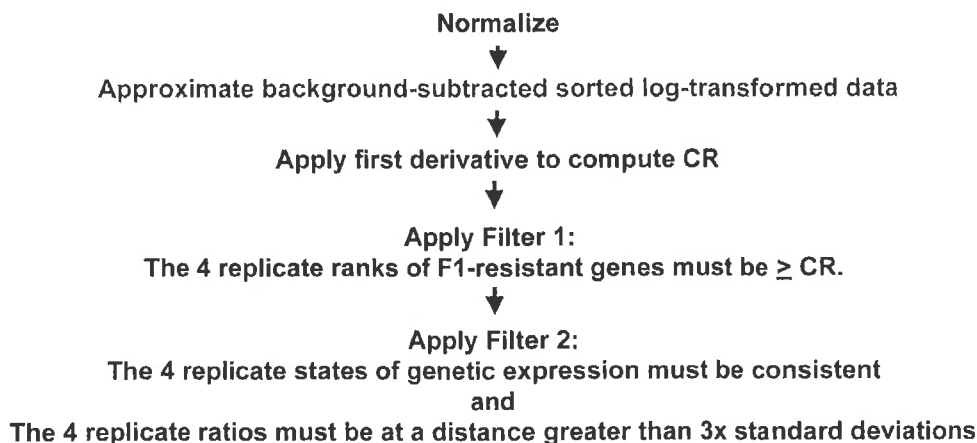 Normalize
Approximate background-subtracted sorted log-transformed data
Apply first derivative to compute CR
Apply Filter 1:
The 4 replicate ranks of F1-resistant genes must be ≥ CR.
Apply Filter 2:
The 4 replicate states of genetic expression must be consistent
and
The 4 replicate ratios must be at a distance greater than 3x standard deviations